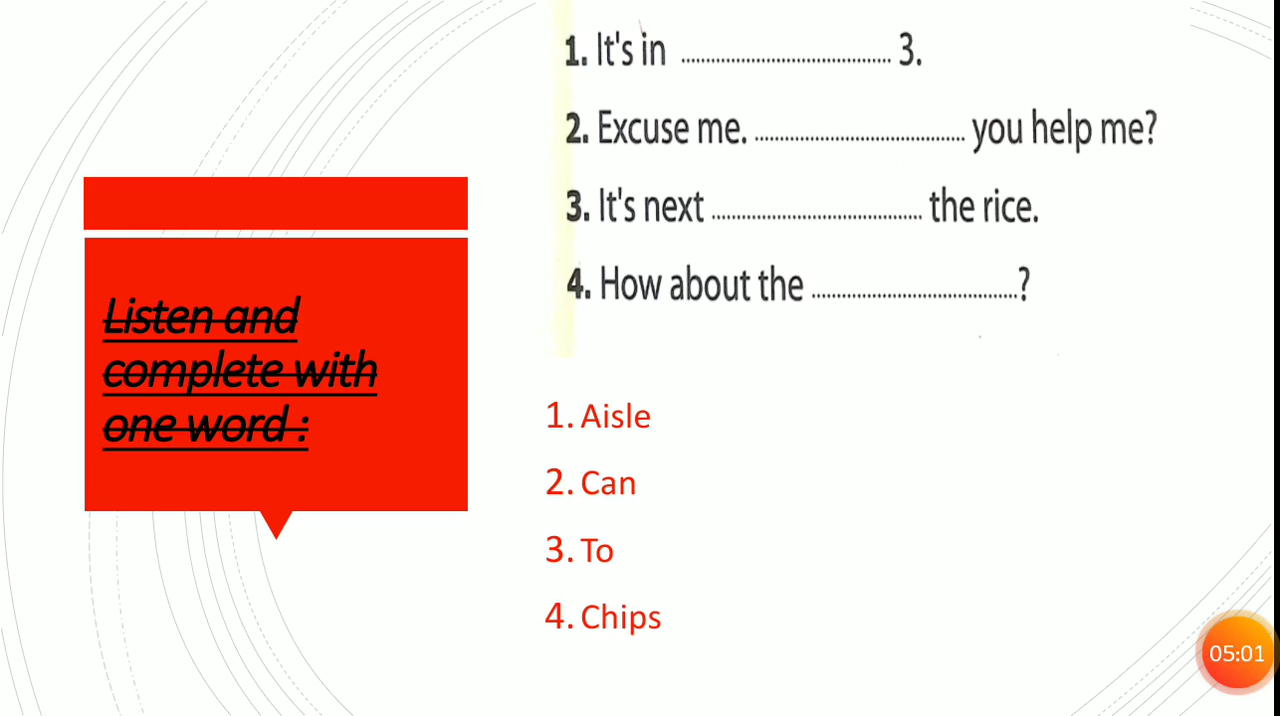 Listen and
complete with
one word :
1. It's in ........................................ 3.
2. Excuse me. ........................................ you help me?
3. It's next ........................................ the rice.
4. How about the ........................................?
1. Aisle
2. Can
3. To
4. Chips
05:01